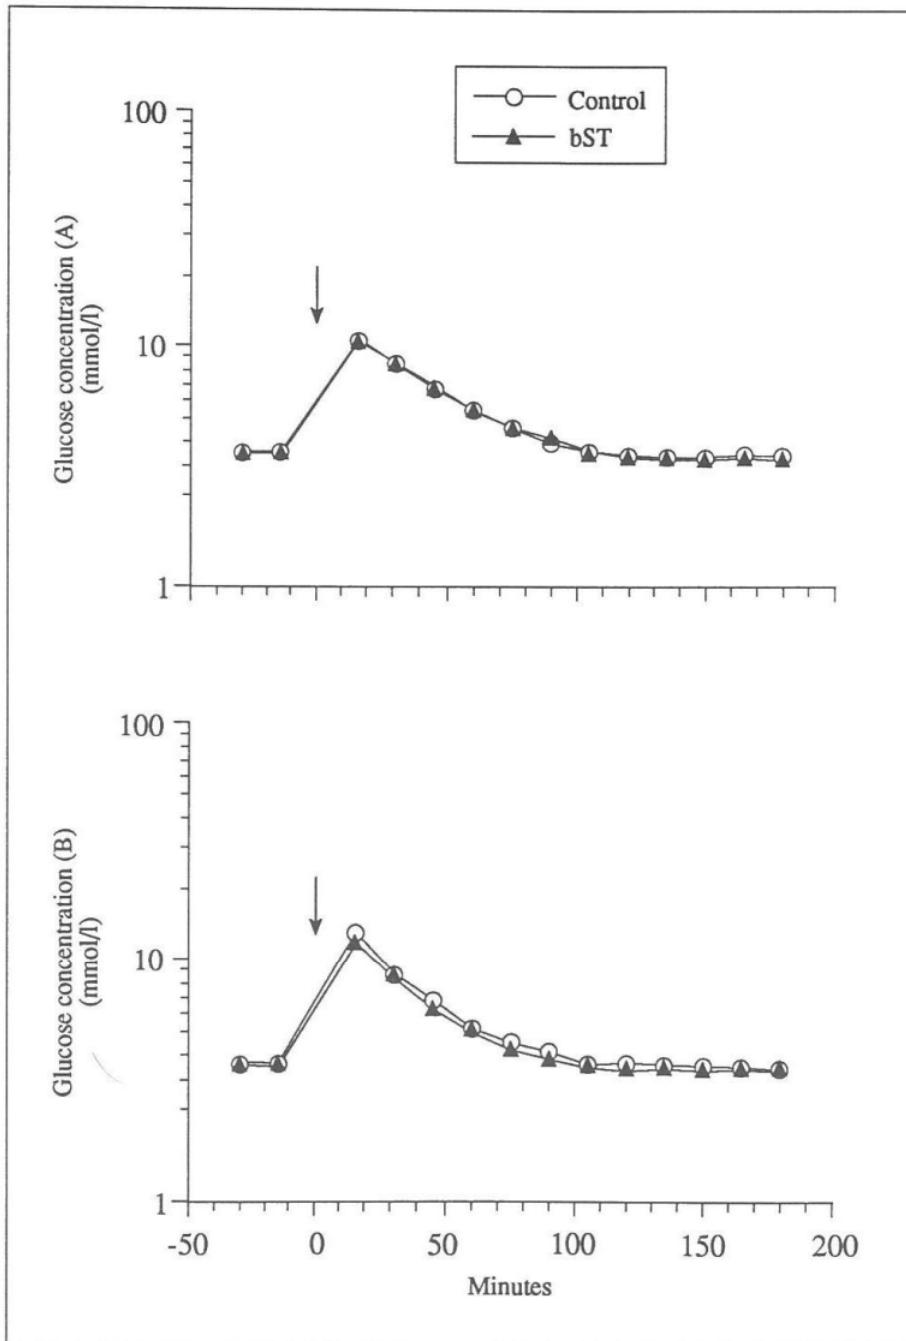 Control
bST
Glucose concentration (A)
(mmol/l)
100
10
1
Glucose concentration (B)
(mmol/l)
100
10
1
-50 0 50 100 150 200
Minutes